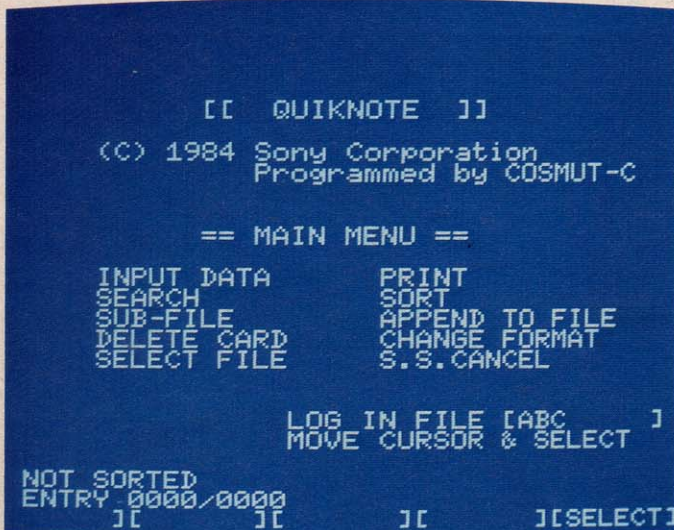 [[ QUIKNOTE ]]
(C) 1984 Sony Corporation
Programmed by COSMUT-C
== MAIN MENU ==
INPUT DATA PRINT
SEARCH SORT
SUB-FILE APPEND TO FILE
DELETE CARD CHANGE FORMAT
SELECT FILE S.S.CANCEL
LOG IN FILE [ABC ]
MOVE CURSOR & SELECT
NOT SORTED
ENTRY 0000/0000
][ ][ ][ ][SELECT]